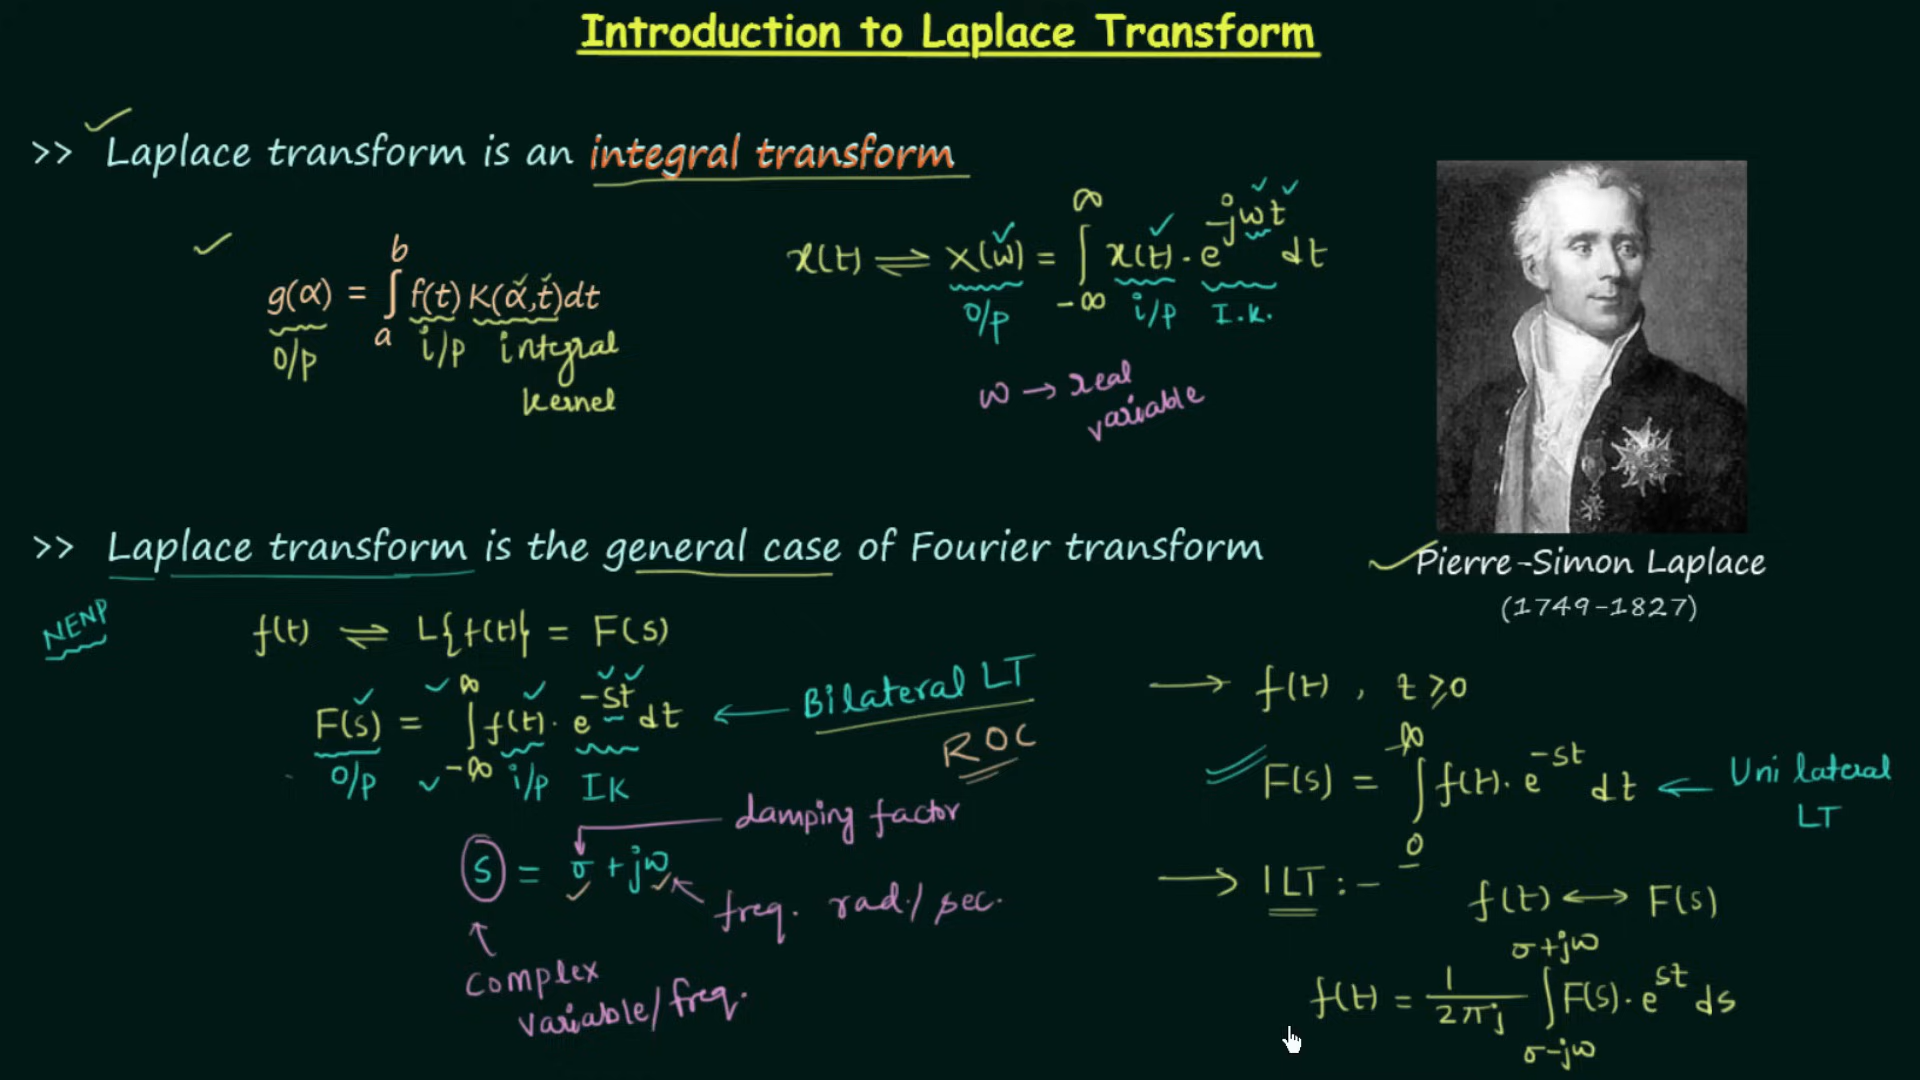 Introduction to Laplace Transform
>> Laplace transform is an integral transform
g(α) = ∫_a^b f(t) K(α,t)dt
O/P i/P integral
kernel
x(t) ⇌ X(ω) = ∫_{-∞}^{∞} x(t) · e^{-jωt} dt
O/P i/P I.K.
ω → real
variable
>> Laplace transform is the general case of Fourier transform
Pierre-Simon Laplace
(1749-1827)
NENP
f(t) ⇌ L{f(t)} = F(s)
F(s) = ∫_{-∞}^{∞} f(t) · e^{-st} dt ← Bilateral LT
O/P i/P IK
ROC
s = σ + jω
damping factor
freq. rad./sec.
complex
variable/freq.
→ f(t) , t ≥ 0
F(s) = ∫_0^∞ f(t) · e^{-st} dt ← Unilateral
LT
→ ILT :-
f(t) ↔ F(s)
f(t) = 1/2πj ∫_{σ-jω}^{σ+jω} F(s) · e^{st} ds